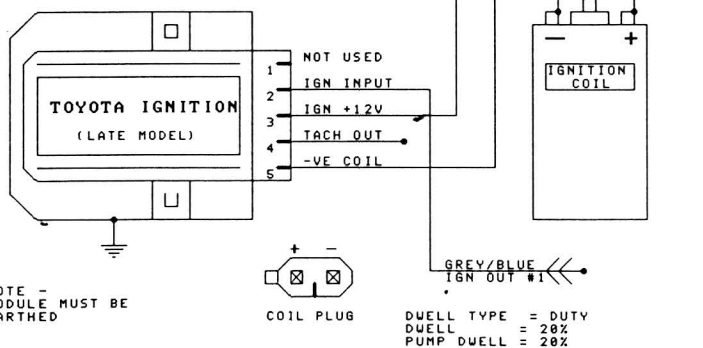 NOT USED
1
IGN INPUT
2
IGN +12V
3
TACH OUT
4
-VE COIL
5
TOYOTA IGNITION
(LATE MODEL)
− +
IGNITION
COIL
+ −
COIL PLUG
GREY/BLUE
IGN OUT #1
OTE -
ODULE MUST BE
ARTHED
DWELL TYPE = DUTY
DWELL = 20%
PUMP DWELL = 20%